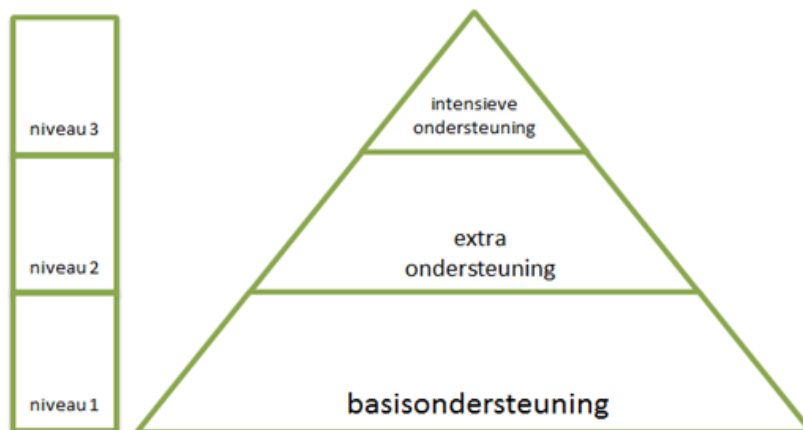 niveau 3
intensieve
ondersteuning
niveau 2
extra
ondersteuning
niveau 1
basisondersteuning